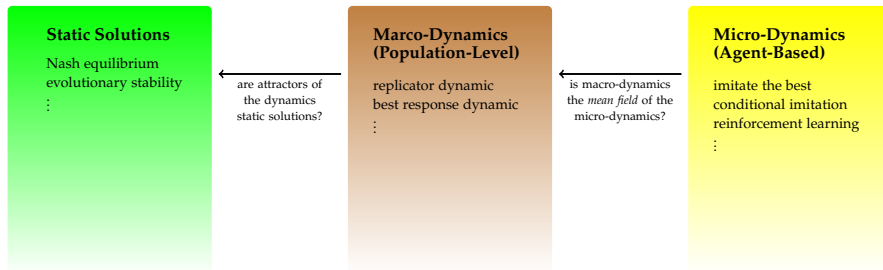 Static Solutions
Nash equilibrium
evolutionary stability
⋮
are attractors of
the dynamics
static solutions?
Marco-Dynamics
(Population-Level)
replicator dynamic
best response dynamic
⋮
is macro-dynamics
the mean field of the
micro-dynamics?
Micro-Dynamics
(Agent-Based)
imitate the best
conditional imitation
reinforcement learning
⋮